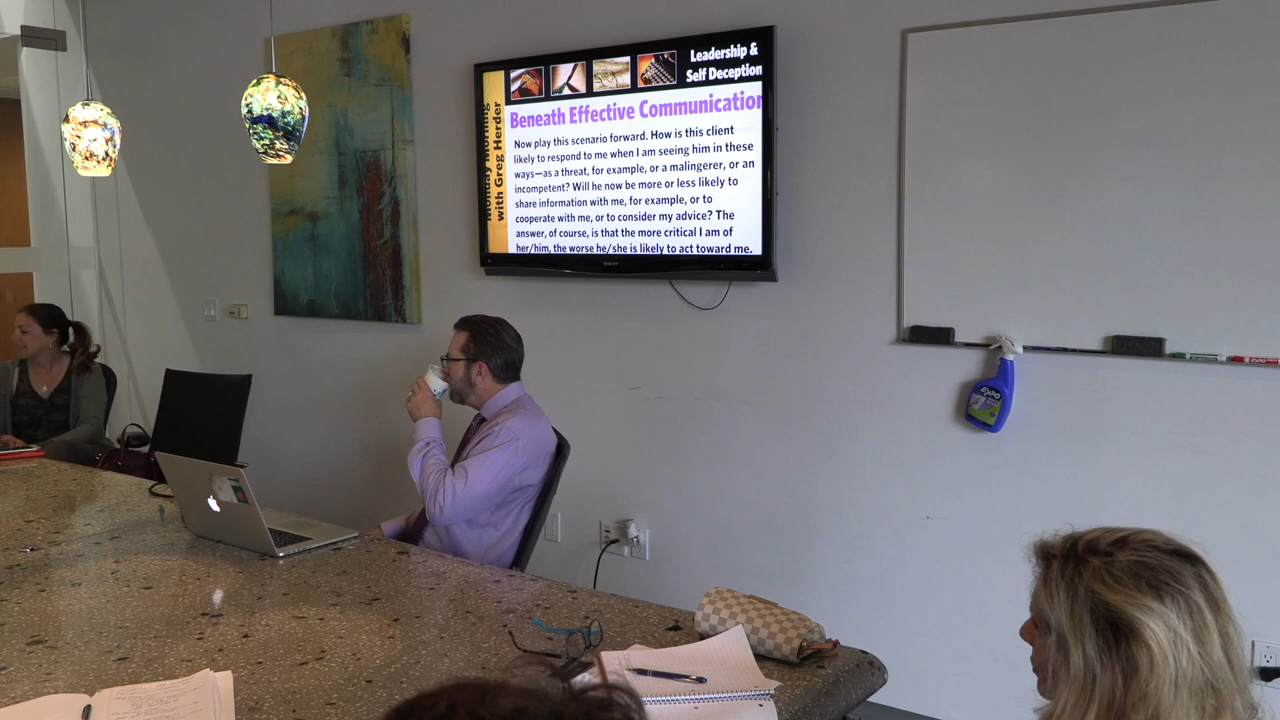 Leadership &
Self Deception
Monday Morning
with Greg Herder
Beneath Effective Communication
Now play this scenario forward. How is this client
likely to respond to me when I am seeing him in these
ways—as a threat, for example, or a malingerer, or an
incompetent? Will he now be more or less likely to
share information with me, for example, or to
cooperate with me, or to consider my advice? The
answer, of course, is that the more critical I am of
her/him, the worse he/she is likely to act toward me.
SHARP
EXPO
EXPO